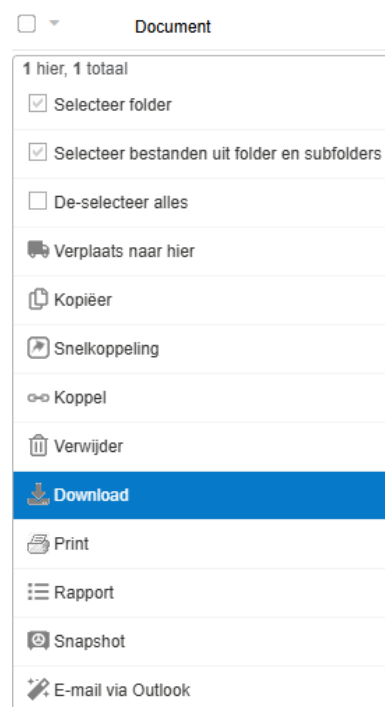 Document
1 hier, 1 totaal
Selecteer folder
Selecteer bestanden uit folder en subfolders
De-selecteer alles
Verplaats naar hier
Kopiëer
Snelkoppeling
Koppel
Verwijder
Download
Print
Rapport
Snapshot
E-mail via Outlook